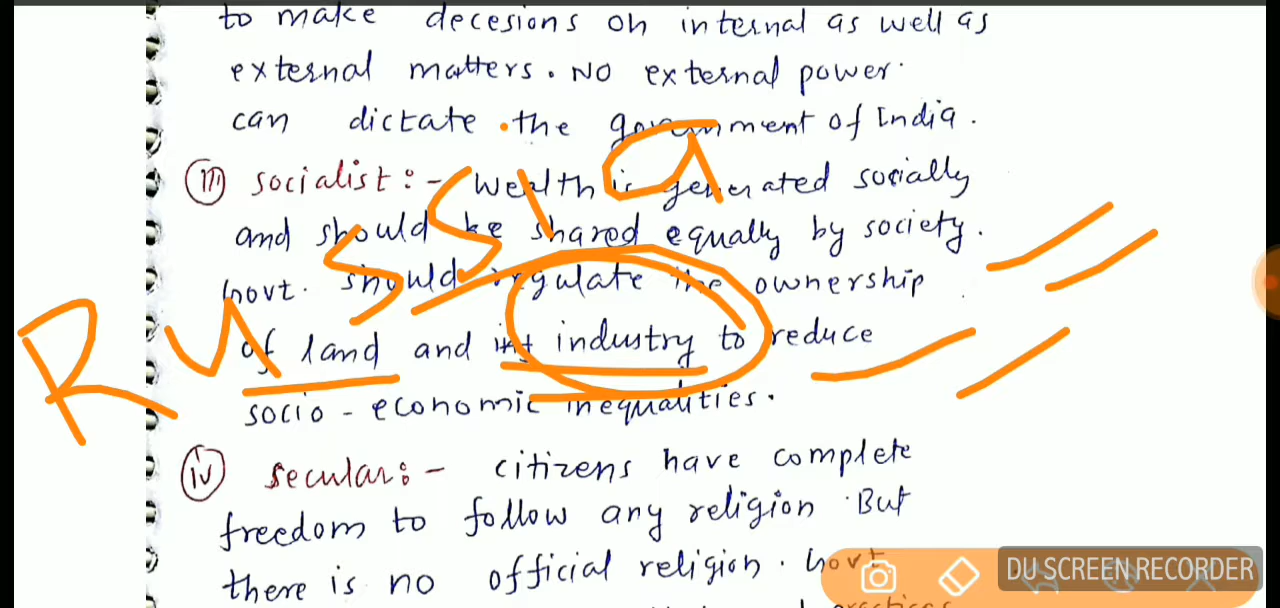 to make decesions on internal as well as
external matters. No external power
can dictate the government of India.
(iii) socialist:- Wealth is generated socially
and should be shared equally by society.
Govt. should regulate the ownership
of land and int industry to reduce
socio-economic inequalities.
(iv) secular:- citizens have complete
freedom to follow any religion. But
there is no official religion. Govt
practices
Russia
DU SCREEN RECORDER